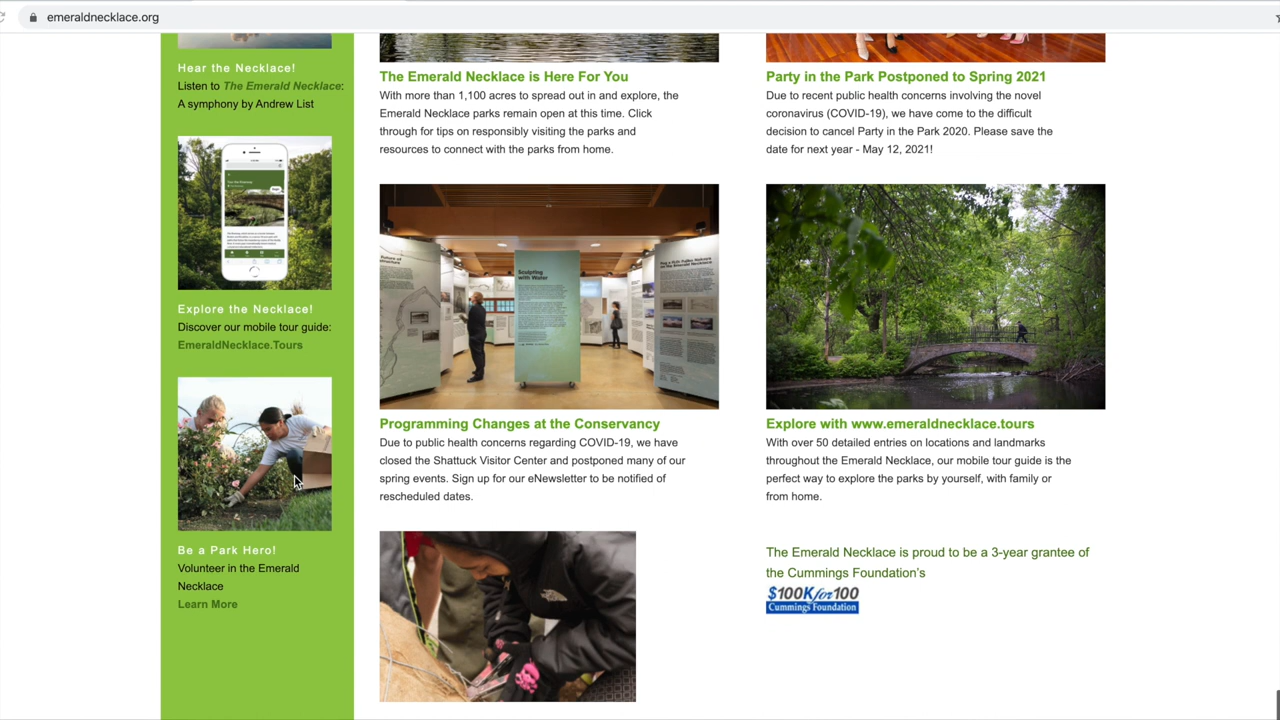 emeraldnecklace.org
Hear the Necklace!
Listen to The Emerald Necklace:
A symphony by Andrew List
Explore the Necklace!
Discover our mobile tour guide:
EmeraldNecklace.Tours
Be a Park Hero!
Volunteer in the Emerald
Necklace
Learn More
The Emerald Necklace is Here For You
With more than 1,100 acres to spread out in and explore, the
Emerald Necklace parks remain open at this time. Click
through for tips on responsibly visiting the parks and
resources to connect with the parks from home.
Party in the Park Postponed to Spring 2021
Due to recent public health concerns involving the novel
coronavirus (COVID-19), we have come to the difficult
decision to cancel Party in the Park 2020. Please save the
date for next year - May 12, 2021!
Sculpting
with Water
Programming Changes at the Conservancy
Due to public health concerns regarding COVID-19, we have
closed the Shattuck Visitor Center and postponed many of our
spring events. Sign up for our eNewsletter to be notified of
rescheduled dates.
Explore with www.emeraldnecklace.tours
With over 50 detailed entries on locations and landmarks
throughout the Emerald Necklace, our mobile tour guide is the
perfect way to explore the parks by yourself, with family or
from home.
The Emerald Necklace is proud to be a 3-year grantee of
the Cummings Foundation's
$100K for 100
Cummings Foundation